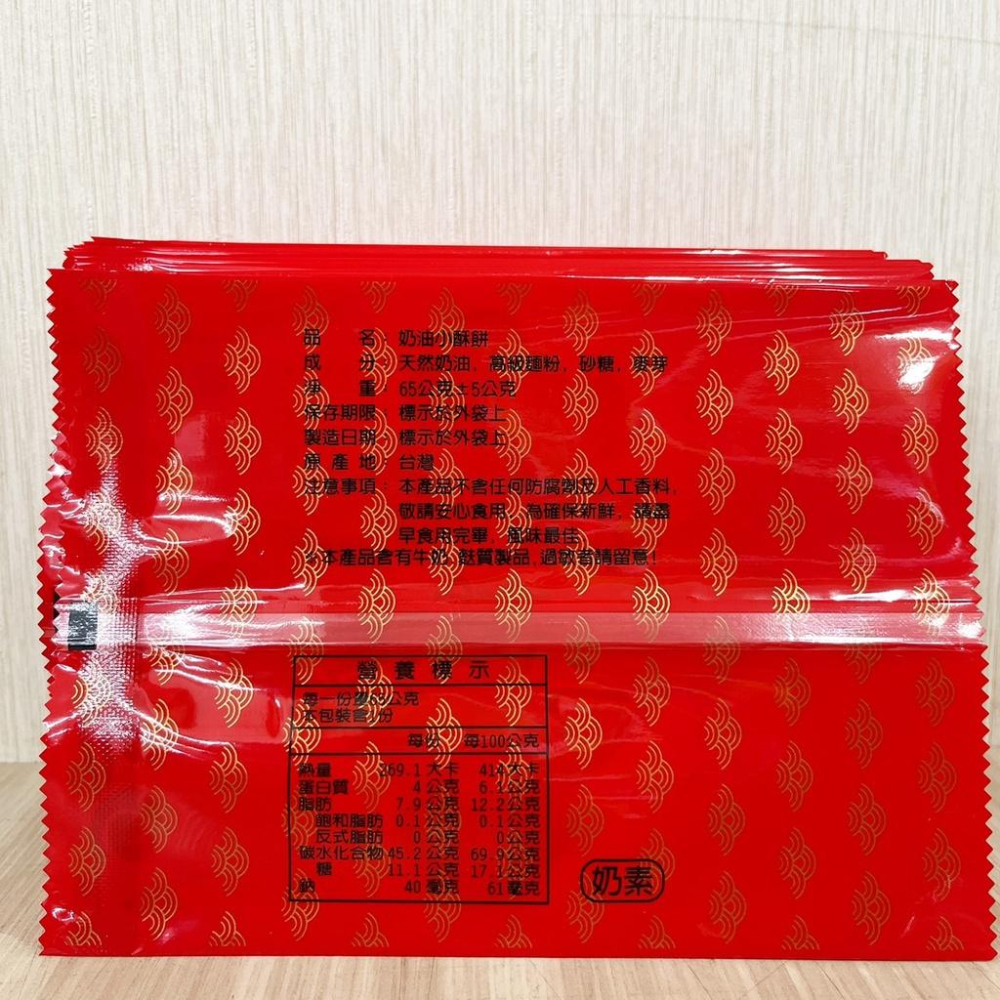 品名：奶油小酥餅
成分：天然奶油、高級麵粉、砂糖、麥芽
淨重：65公克±5公克
保存期限：標示於外袋上
製造日期：標示於外袋上
原產地：台灣
注意事項：本產品不含任何防腐劑及人工香料，
敬請安心食用，為確保新鮮，請盡
早食用完畢，風味最佳
※本產品含有牛奶、麩質製品，過敏者請留意！
營養標示
每一份量65公克
本包裝含1份
每份 每100公克
熱量 269.1大卡 414大卡
蛋白質 4公克 6.1公克
脂肪 7.9公克 12.2公克
飽和脂肪 0.1公克 0.1公克
反式脂肪 0公克 0公克
碳水化合物 45.2公克 69.9公克
糖 11.1公克 17.1公克
鈉 40毫克 61毫克
奶素